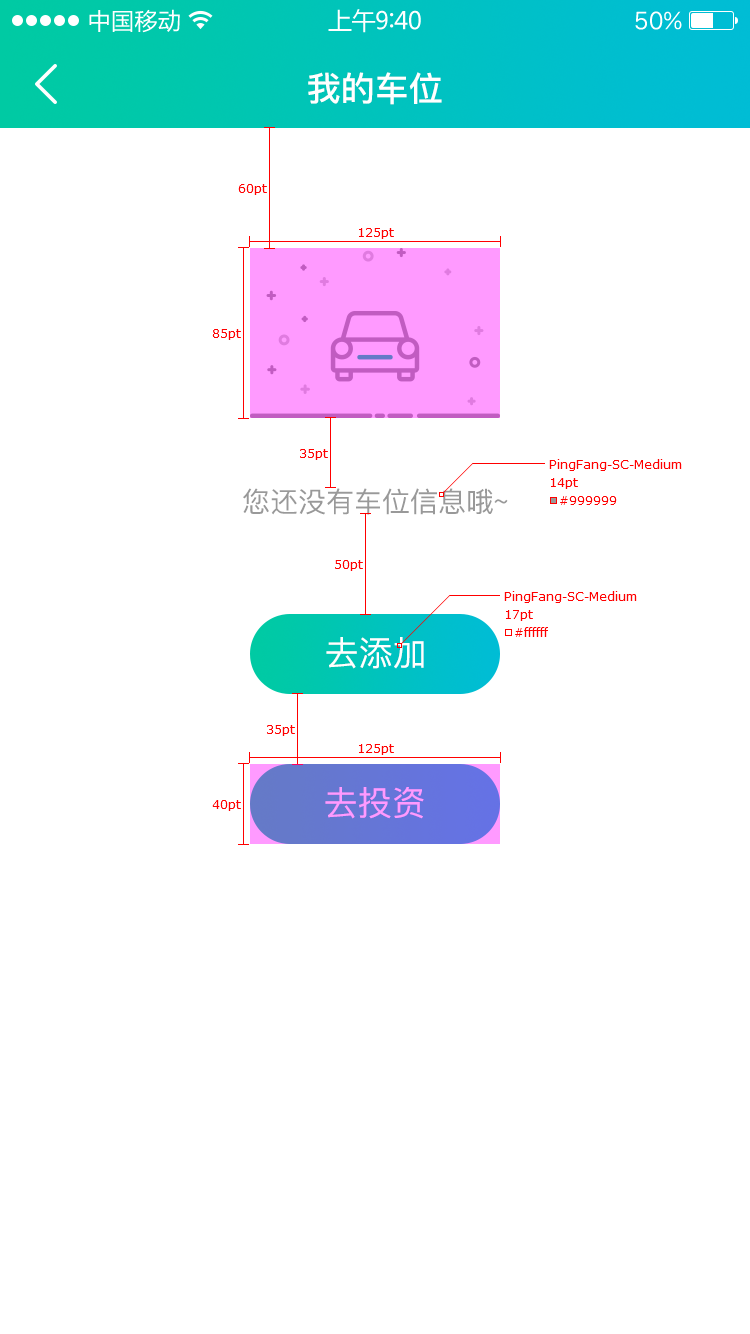 中国移动 上午9:40 50%
我的车位
60pt
125pt
85pt
35pt
PingFang-SC-Medium
14pt
#999999
您还没有车位信息哦~
50pt
PingFang-SC-Medium
17pt
#ffffff
去添加
35pt
125pt
40pt
去投资